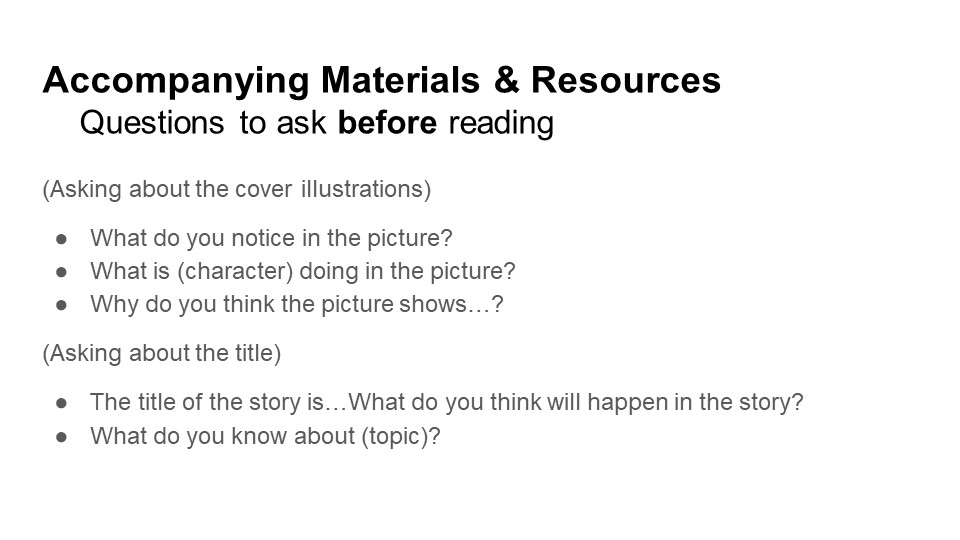 Accompanying Materials & Resources
Questions to ask before reading
(Asking about the cover illustrations)
● What do you notice in the picture?
● What is (character) doing in the picture?
● Why do you think the picture shows…?
(Asking about the title)
● The title of the story is…What do you think will happen in the story?
● What do you know about (topic)?